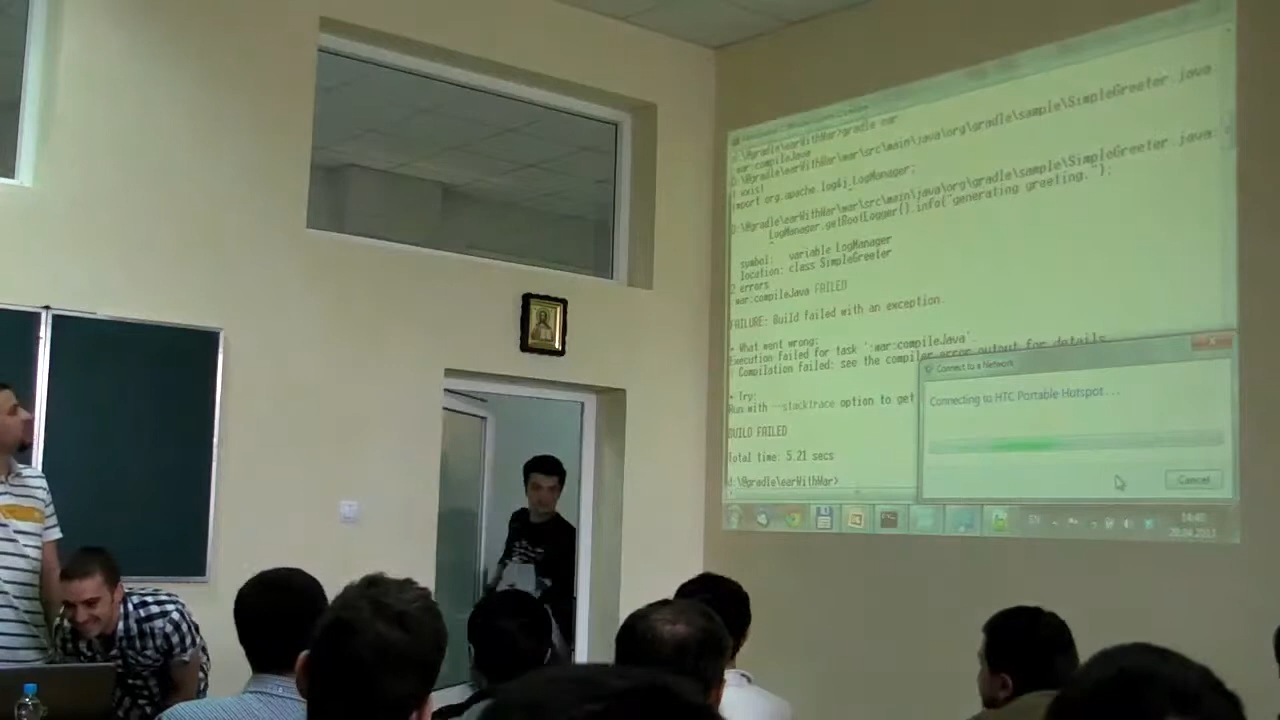 d:\@gradle\earWithWar>gradle ear
:war:compileJava
D:\@gradle\earWithWar\war\src\main\java\org\gradle\sample\SimpleGreeter.java
import org.apache.log4j.LogManager;
D:\@gradle\earWithWar\war\src\main\java\org\gradle\sample\SimpleGreeter.java:
LogManager.getRootLogger().info("generating greeting.");
^
symbol: variable LogManager
location: class SimpleGreeter
2 errors
:war:compileJava FAILED
FAILURE: Build failed with an exception.
* What went wrong:
Execution failed for task ':war:compileJava'.
Compilation failed; see the compiler error output for details.
* Try:
Run with --stacktrace option to get
BUILD FAILED
Total time: 5.21 secs
d:\@gradle\earWithWar>
Connect to a Network
Connecting to HTC Portable Hotspot...
Cancel
EN